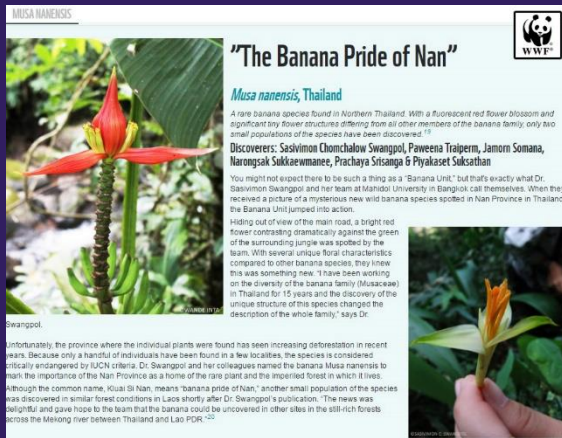 MUSA NANENSIS
"The Banana Pride of Nan"
WWF
Musa nanensis, Thailand
A rare banana species found in Northern Thailand. With a fluorescent red flower blossom and
significant tiny flower structures differing from all other members of the banana family, only two
small populations of the species have been discovered.19
Discoverers: Sasivimon Chomchalow Swangpol, Paweena Traiperm, Jamorn Somana,
Narongsak Sukkaewmanee, Prachaya Srisanga & Piyakaset Suksathan
You might not expect there to be such a thing as a "Banana Unit," but that's exactly what Dr.
Sasivimon Swangpol and her team at Mahidol University in Bangkok call themselves. When they
received a picture of a mysterious new wild banana species spotted in Nan Province in Thailand
the Banana Unit jumped into action.
Hiding out of view of the main road, a bright red
flower contrasting dramatically against the green
of the surrounding jungle was spotted by the
team. With several unique floral characteristics
compared to other banana species, they knew
this was something new. "I have been working
on the diversity of the banana family (Musaceae)
in Thailand for 15 years and the discovery of the
unique structure of this species changed the
description of the whole family," says Dr.
Swangpol.
Unfortunately, the province where the individual plants were found has seen increasing deforestation in recent
years. Because only a handful of individuals have been found in a few localities, the species is considered
critically endangered by IUCN criteria. Dr. Swangpol and her colleagues named the banana Musa nanensis to
mark the importance of the Nan Province as a home of the rare plant and the imperiled forest in which it lives.
Although the common name, Kluai Si Nan, means "banana pride of Nan," another small population of the species
was discovered in similar forest conditions in Laos shortly after Dr. Swangpol's publication. "The news was
delightful and gave hope to the team that the banana could be uncovered in other sites in the still-rich forests
across the Mekong river between Thailand and Lao PDR."20